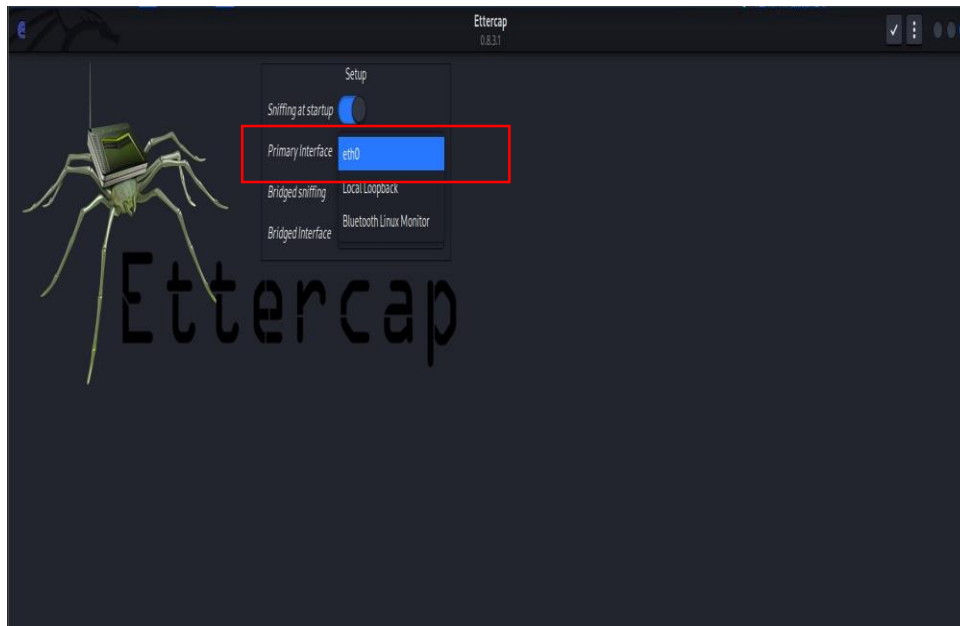 Ettercap
0.8.3.1
Setup
Sniffing at startup
Primary Interface eth0
Bridged sniffing Local Loopback
Bluetooth Linux Monitor
Bridged Interface
Ettercap